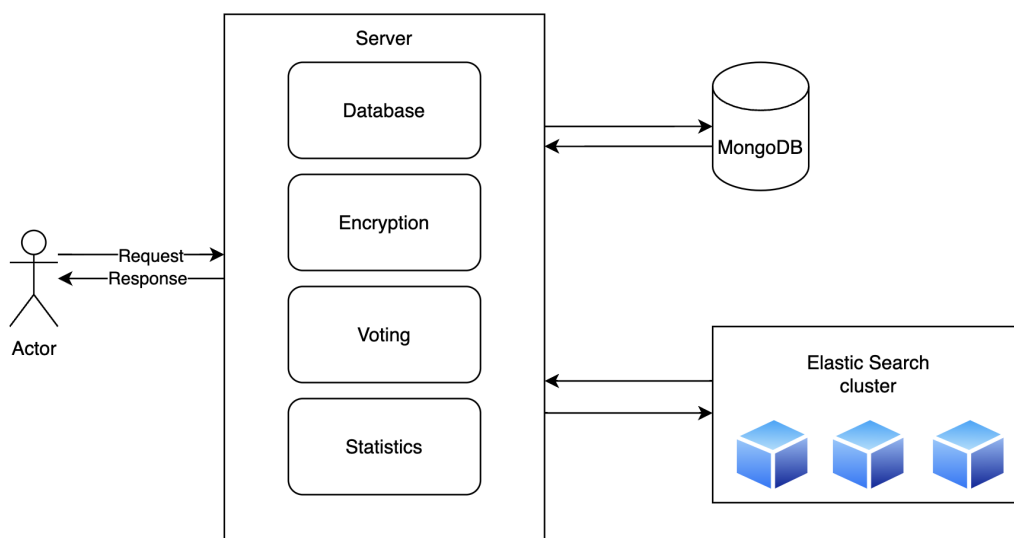 Server
Database
MongoDB
Encryption
Request
Response
Actor
Voting
Elastic Search
cluster
Statistics